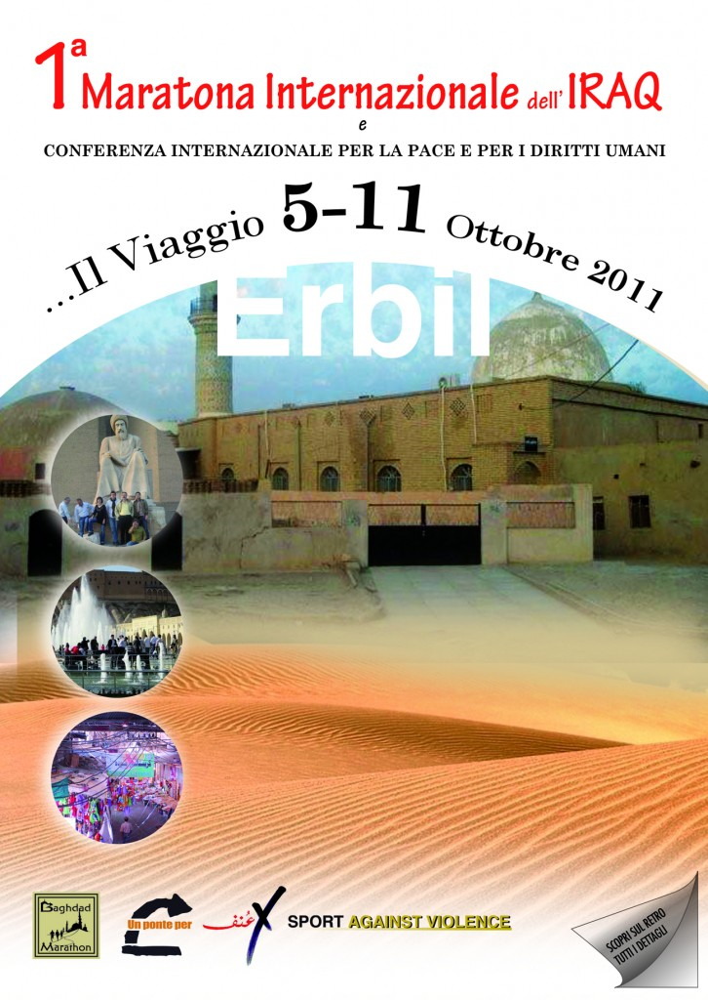 1ª Maratona Internazionale dell' IRAQ
e
CONFERENZA INTERNAZIONALE PER LA PACE E PER I DIRITTI UMANI
...Il Viaggio 5-11 Ottobre 2011
Erbil
Baghdad
Marathon
Un ponte per
عُنف
SPORT AGAINST VIOLENCE
SCOPRI SUL RETRO
TUTTI I DETTAGLI